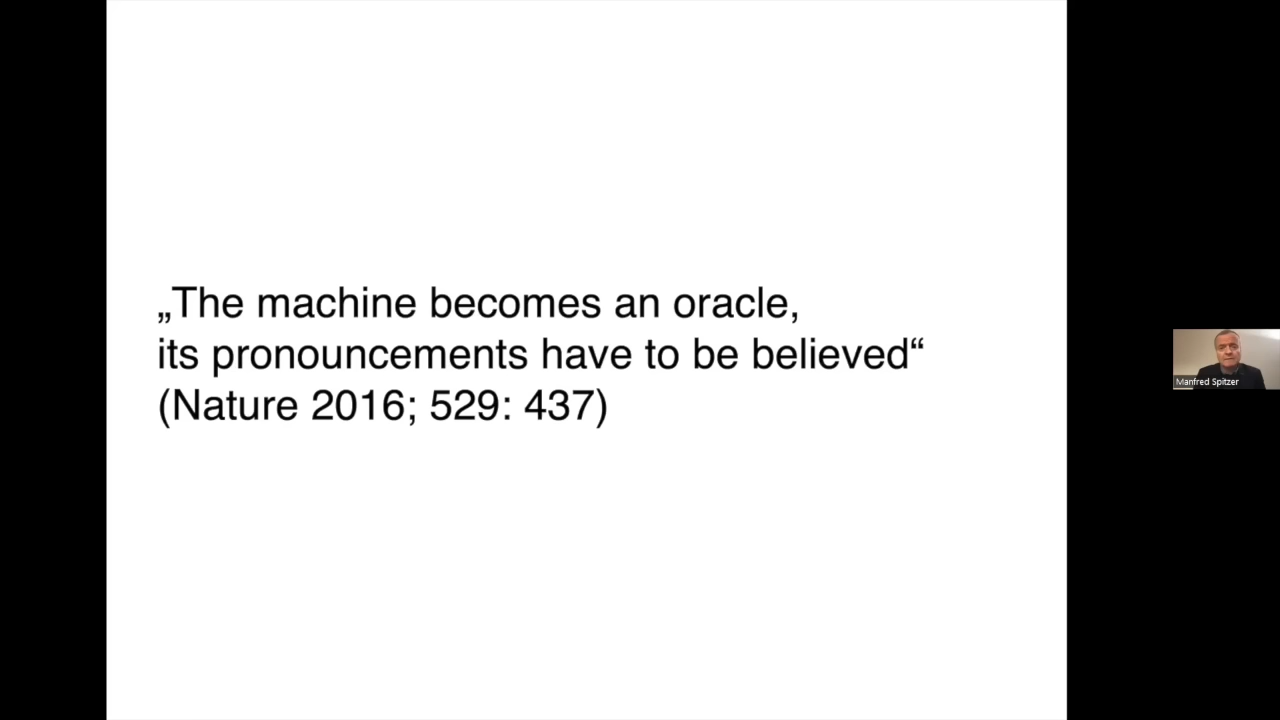 „The machine becomes an oracle,
its pronouncements have to be believed“
(Nature 2016; 529: 437)
Manfred Spitzer